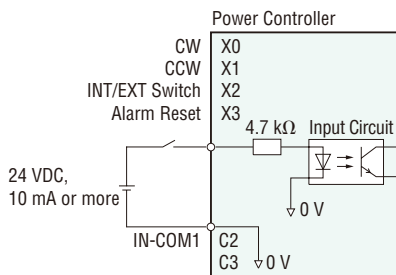 Power Controller
CW X0
CCW X1
INT/EXT Switch X2
Alarm Reset X3
4.7 kΩ Input Circuit
24 VDC,
10 mA or more
0 V
IN-COM1 C2
C3 0 V